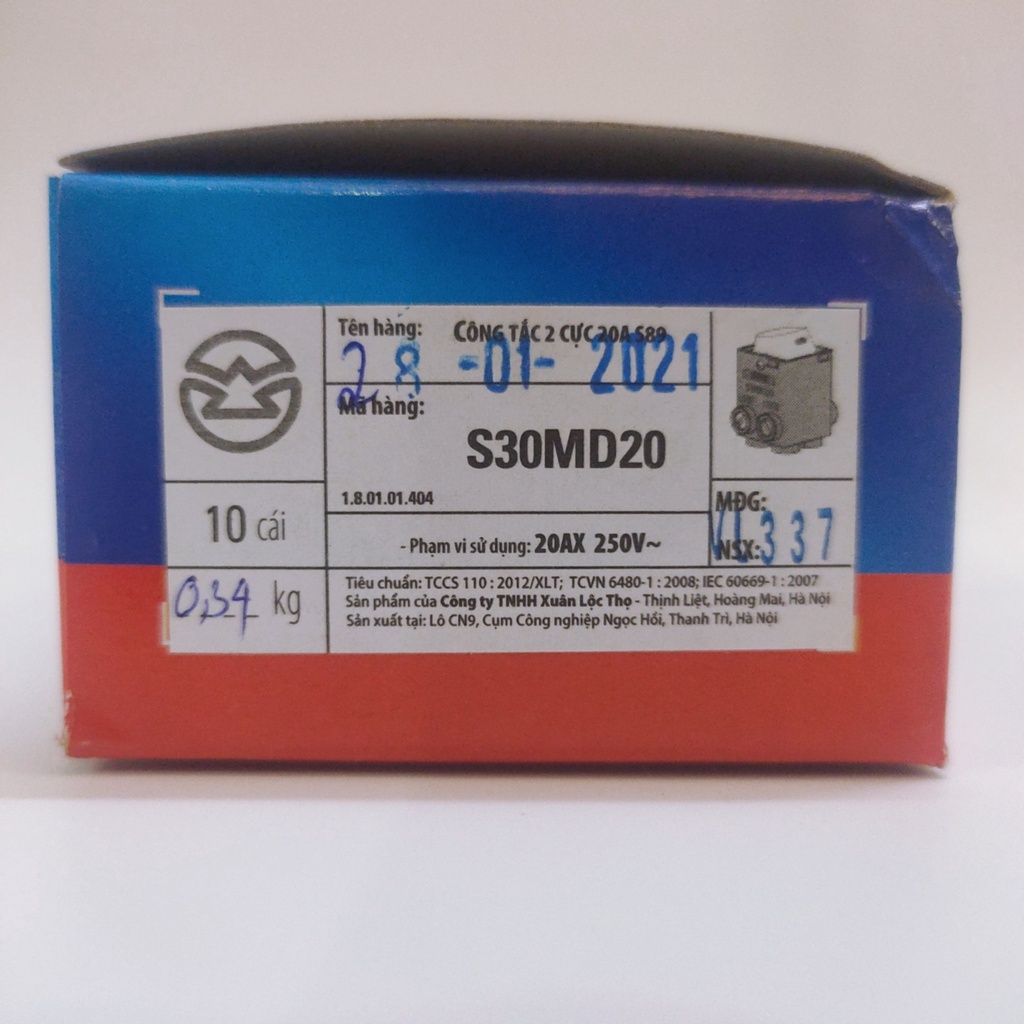 Tên hàng: CÔNG TẮC 2 CỰC 20A S89
28 -01- 2021
Mã hàng:
S30MD20
1.8.01.01.404
10 cái
- Phạm vi sử dụng: 20AX 250V~
MĐG:
NSX:
337
0,34 kg
Tiêu chuẩn: TCCS 110 : 2012/XLT; TCVN 6480-1 : 2008; IEC 60669-1 : 2007
Sản phẩm của Công ty TNHH Xuân Lộc Thọ - Thịnh Liệt, Hoàng Mai, Hà Nội
Sản xuất tại: Lô CN9, Cụm Công nghiệp Ngọc Hồi, Thanh Trì, Hà Nội